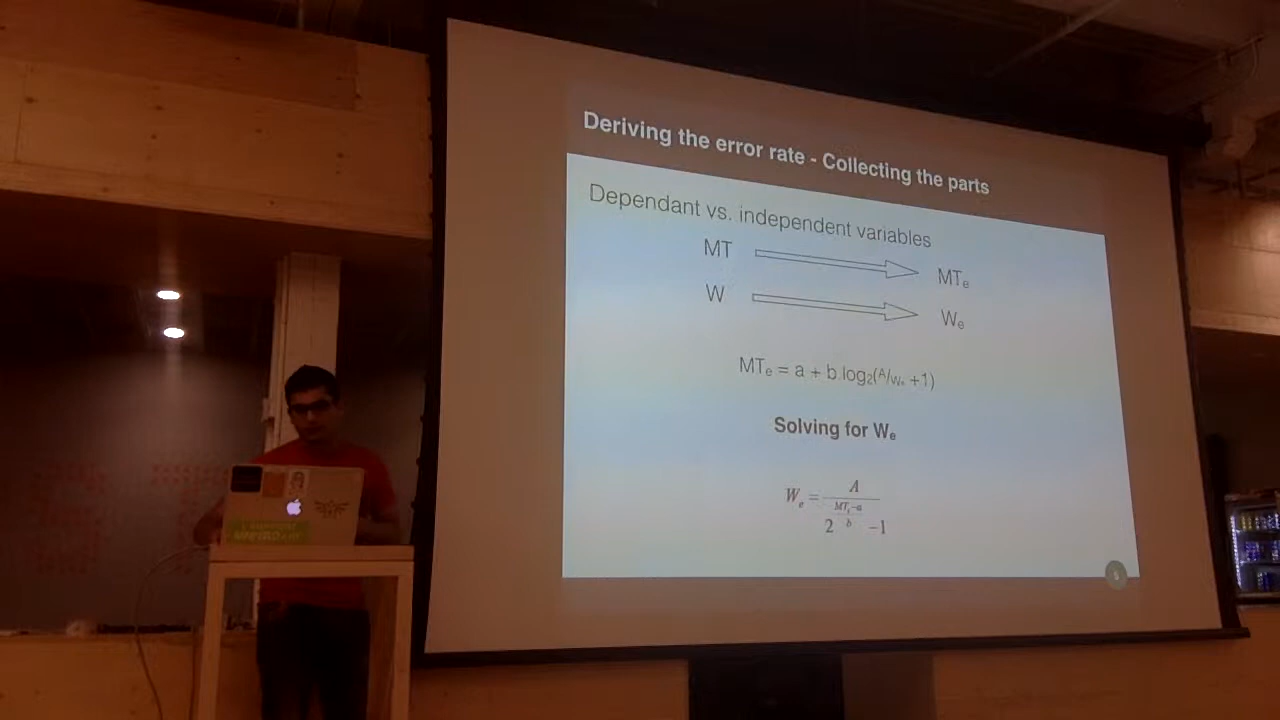 Deriving the error rate - Collecting the parts
Dependant vs. independent variables
MT MTₑ
W Wₑ
MTₑ = a + b log₂(A/Wₑ +1)
Solving for Wₑ
Wₑ = A / (2^((MTₑ-a)/b) -1)